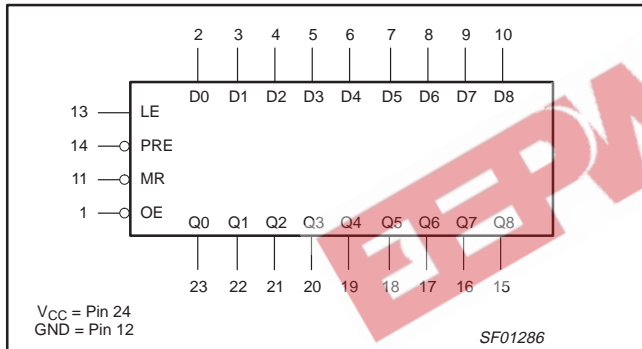 2 3 4 5 6 7 8 9 10
D0 D1 D2 D3 D4 D5 D6 D7 D8
13 LE
14 PRE
11 MR
1 OE
Q0 Q1 Q2 Q3 Q4 Q5 Q6 Q7 Q8
23 22 21 20 19 18 17 16 15
VCC = Pin 24
GND = Pin 12
SF01286
EEPW